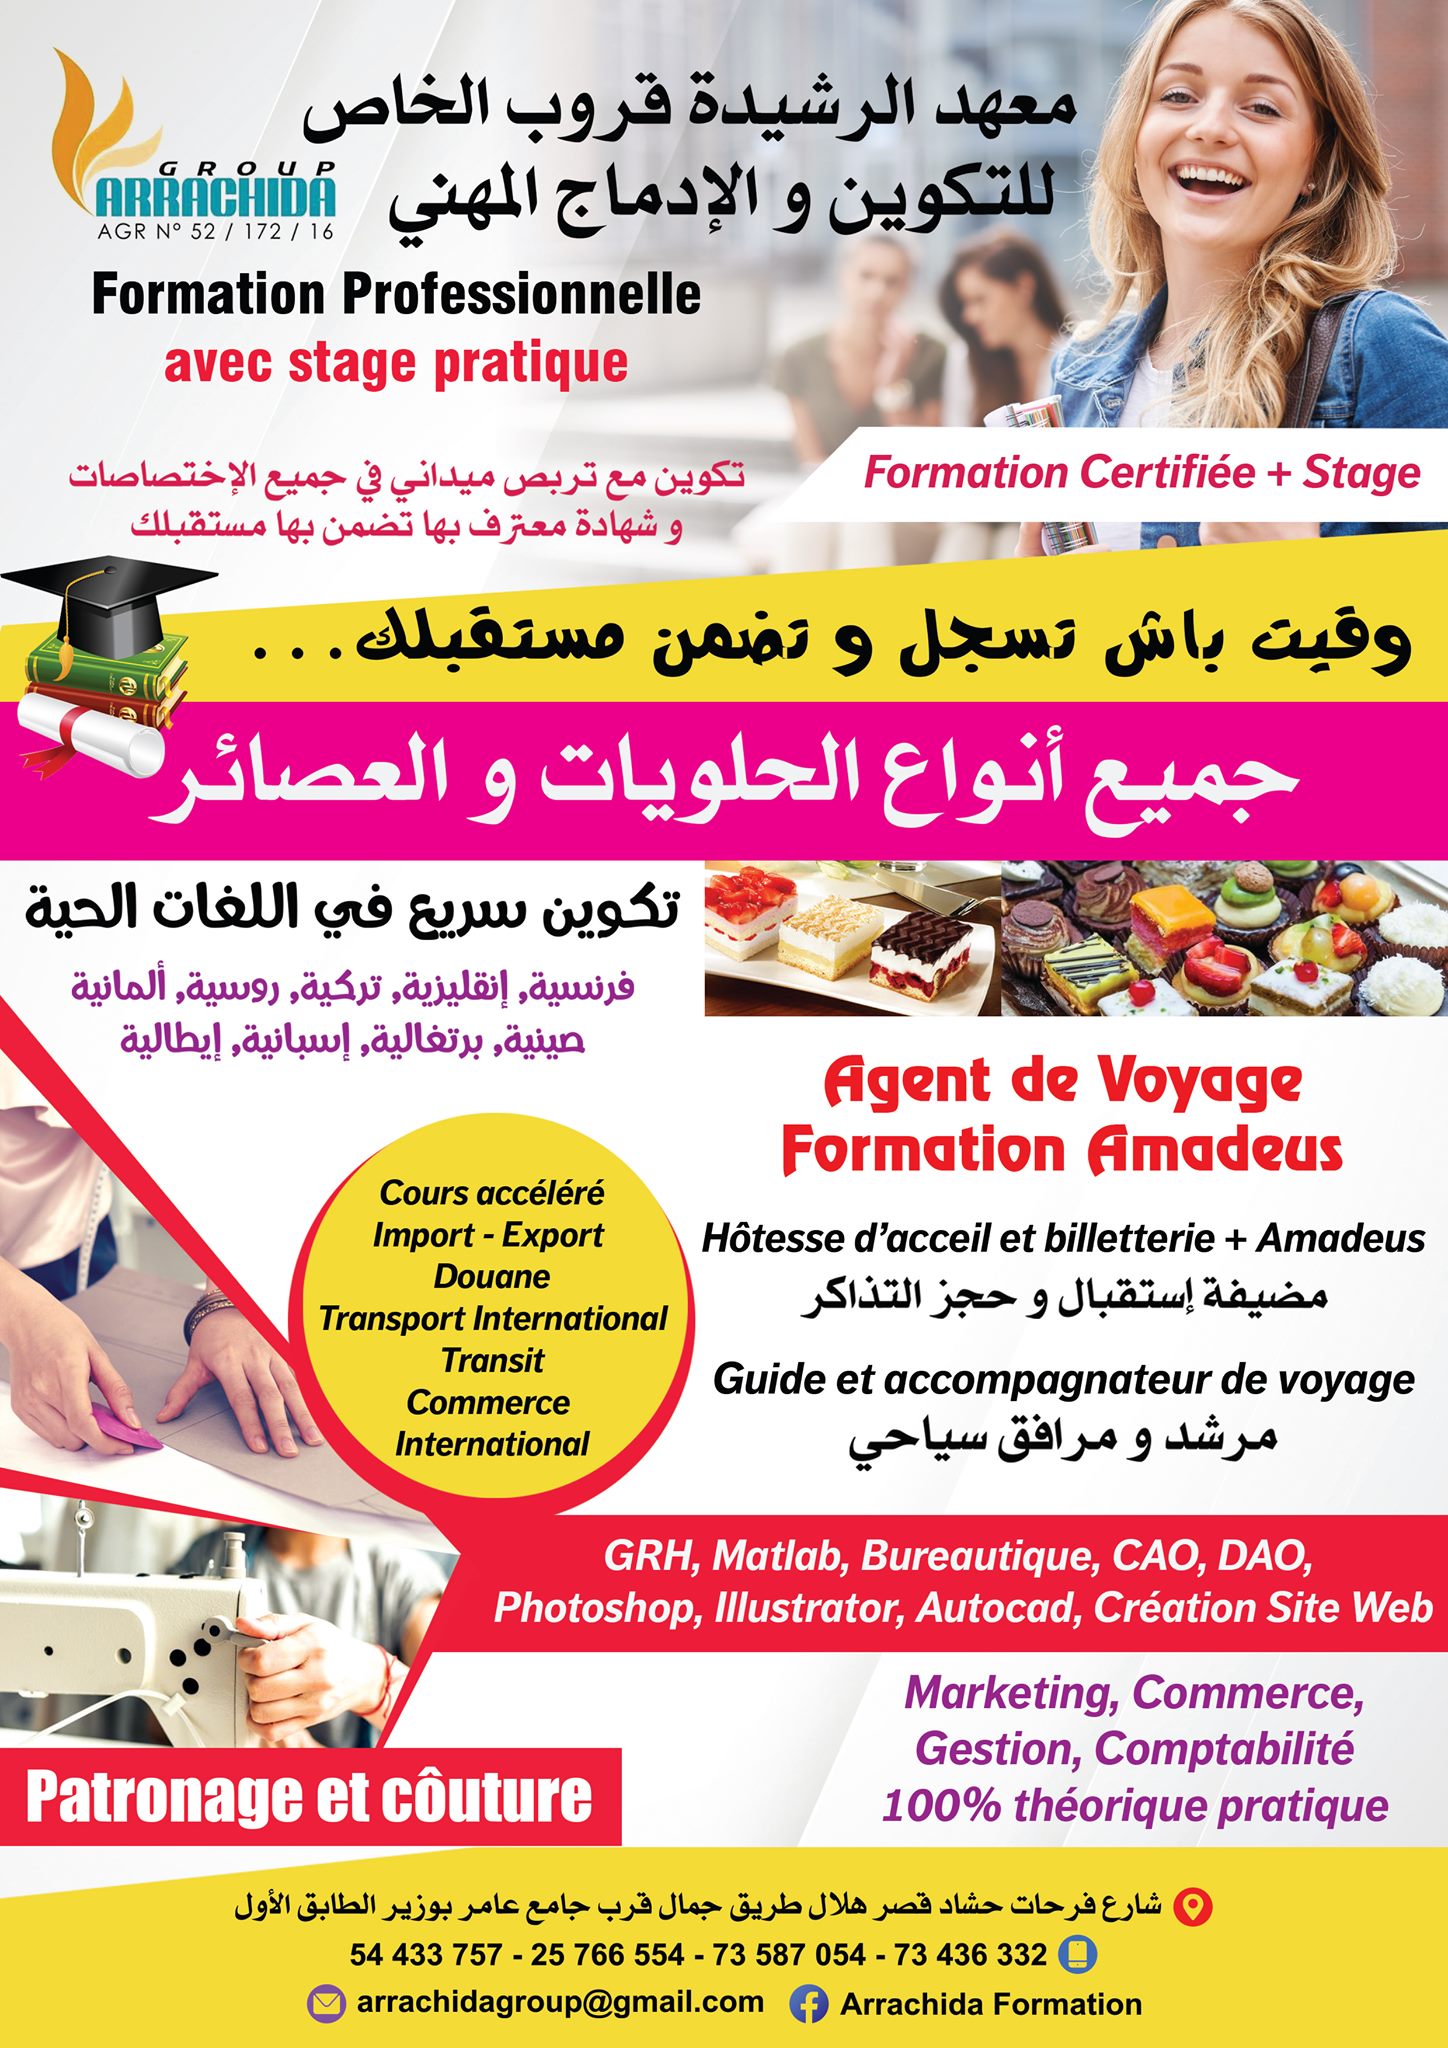 معهد الرشيدة قروب الخاص
للتكوين و الإدماج المهني
GROUP
ARRACHIDA
AGR N° 52 / 172 / 16
Formation Professionnelle
avec stage pratique
تكوين مع تربص ميداني في جميع الإختصاصات
و شهادة معترف بها تضمن بها مستقبلك
Formation Certifiée + Stage
وقيت باش تسجل و تضمن مستقبلك...
جميع أنواع الحلويات و العصائر
تكوين سريع في اللغات الحية
فرنسية, إنقليزية, تركية, روسية, ألمانية
صينية, برتغالية, إسبانية, إيطالية
Agent de Voyage
Formation Amadeus
Hôtesse d'acceil et billetterie + Amadeus
مضيفة إستقبال و حجز التذاكر
Guide et accompagnateur de voyage
مرشد و مرافق سياحي
Cours accéléré
Import - Export
Douane
Transport International
Transit
Commerce
International
GRH, Matlab, Bureautique, CAO, DAO,
Photoshop, Illustrator, Autocad, Création Site Web
Marketing, Commerce,
Gestion, Comptabilité
100% théorique pratique
Patronage et côuture
شارع فرحات حشاد قصر هلال طريق جمال قرب جامع عامر بوزير الطابق الأول
54 433 757 - 25 766 554 - 73 587 054 - 73 436 332
arrachidagroup@gmail.com
Arrachida Formation